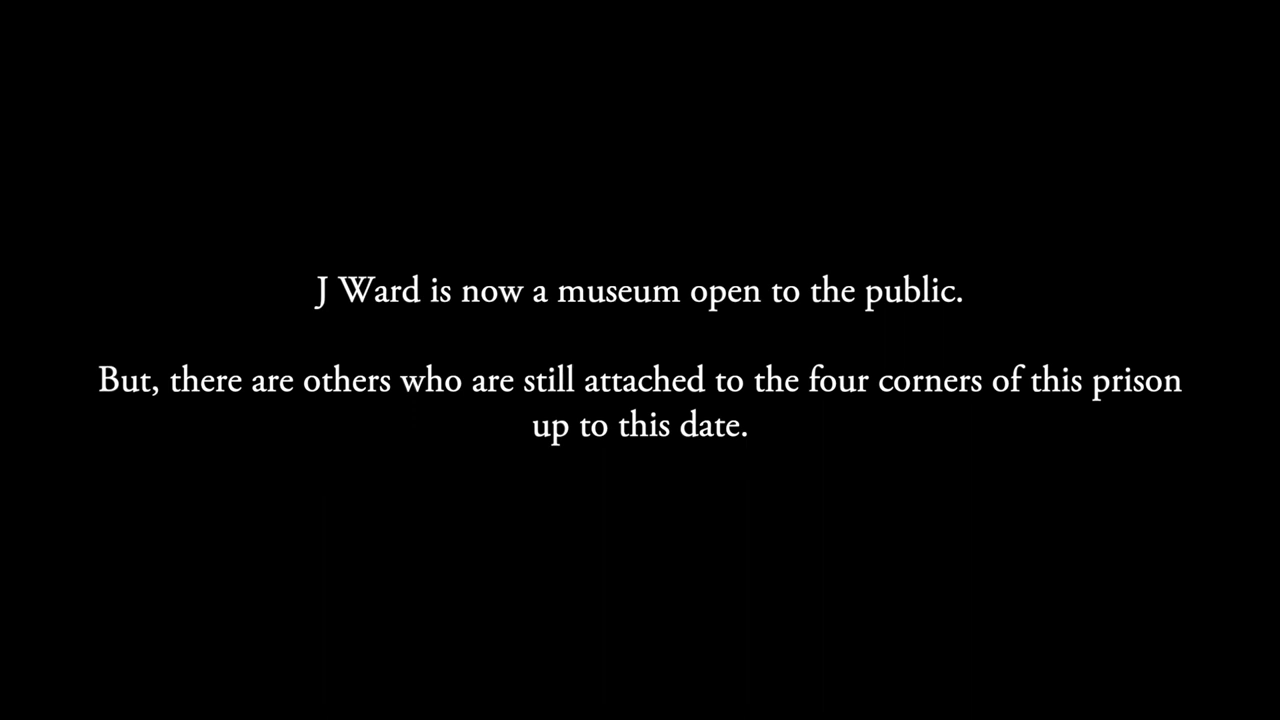 J Ward is now a museum open to the public.
But, there are others who are still attached to the four corners of this prison
up to this date.